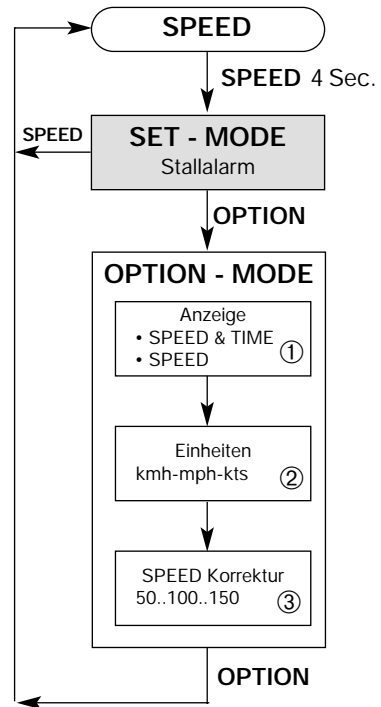 SPEED
SPEED 4 Sec.
SPEED
SET - MODE
Stallalarm
OPTION
OPTION - MODE
Anzeige
• SPEED & TIME
• SPEED
①
Einheiten
kmh-mph-kts
②
SPEED Korrektur
50..100..150
③
OPTION